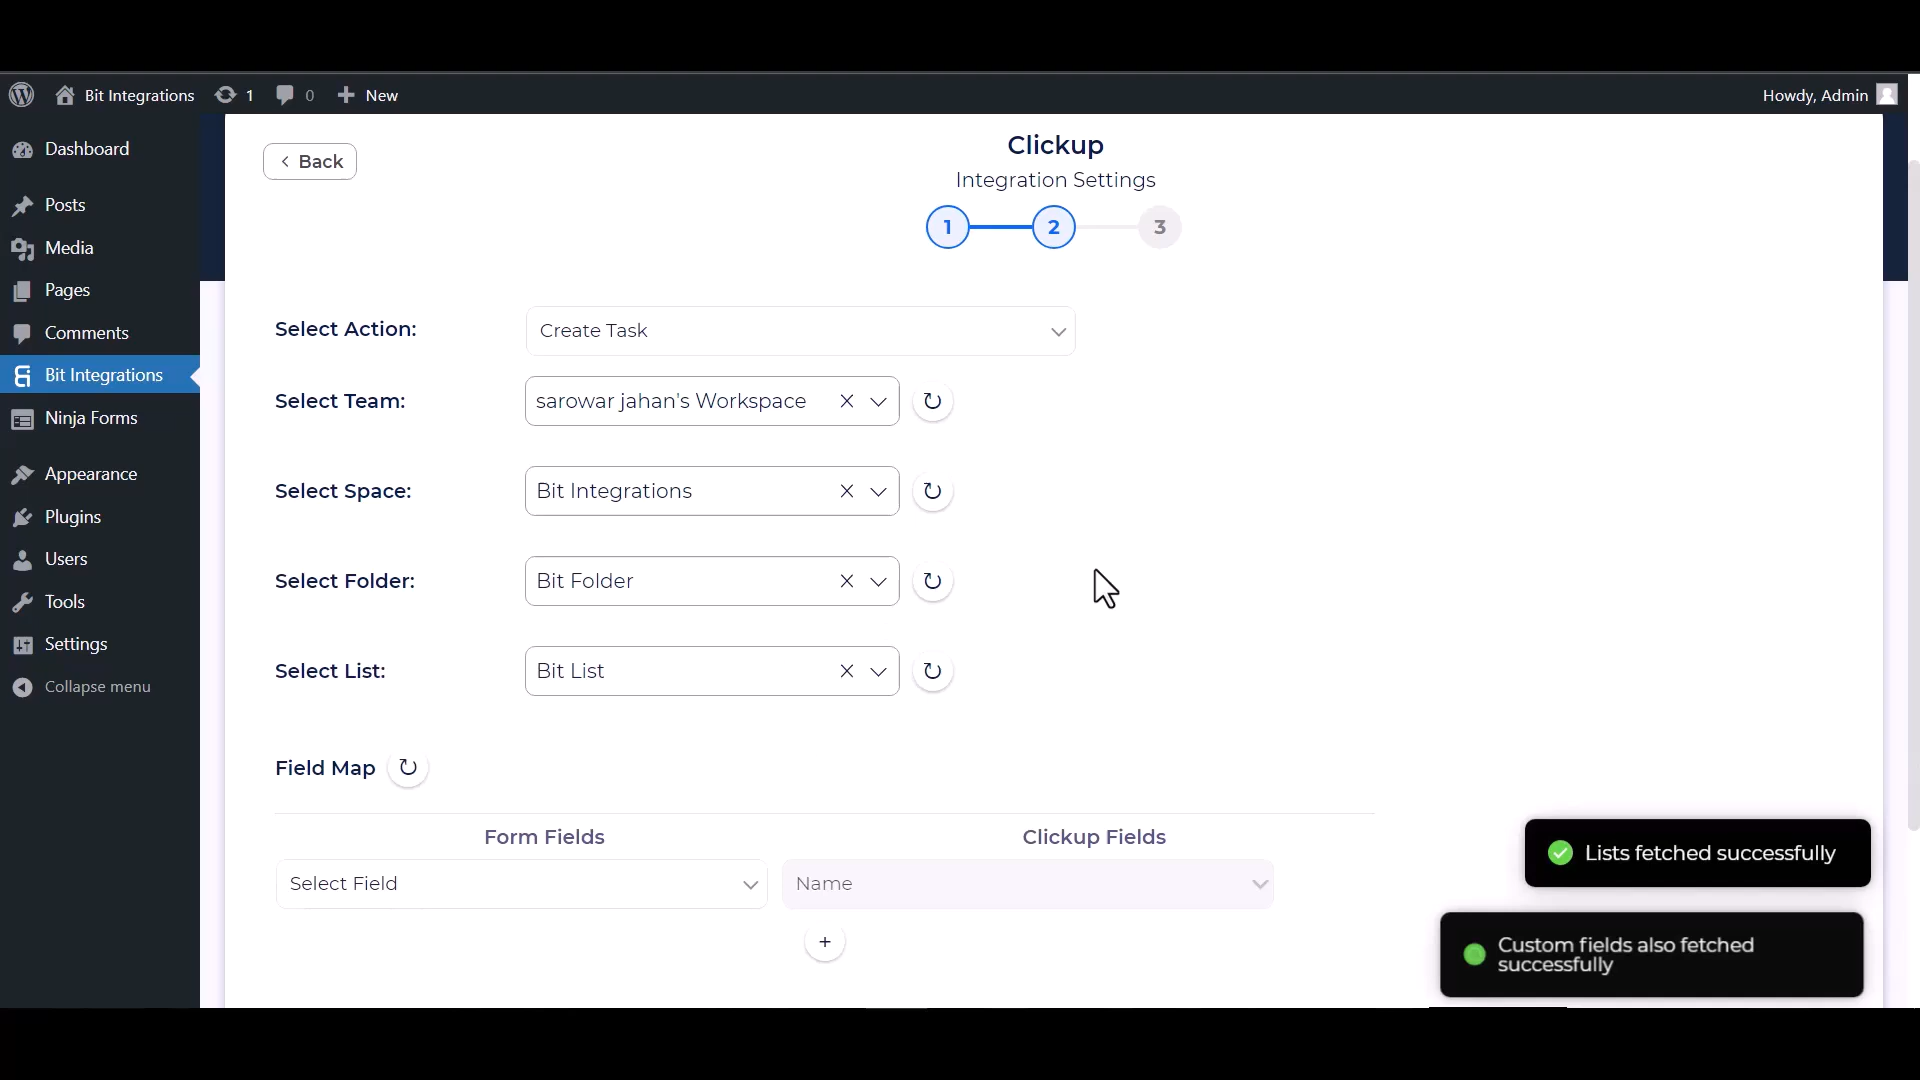 Bit Integrations 1 0 New Howdy, Admin
Dashboard
Posts
Media
Pages
Comments
Bit Integrations
Ninja Forms
Appearance
Plugins
Users
Tools
Settings
Collapse menu
Back
Clickup
Integration Settings
1 2 3
Select Action: Create Task
Select Team: sarowar jahan's Workspace
Select Space: Bit Integrations
Select Folder: Bit Folder
Select List: Bit List
Field Map
Form Fields Clickup Fields
Select Field Name
+
Lists fetched successfully
Custom fields also fetched
successfully